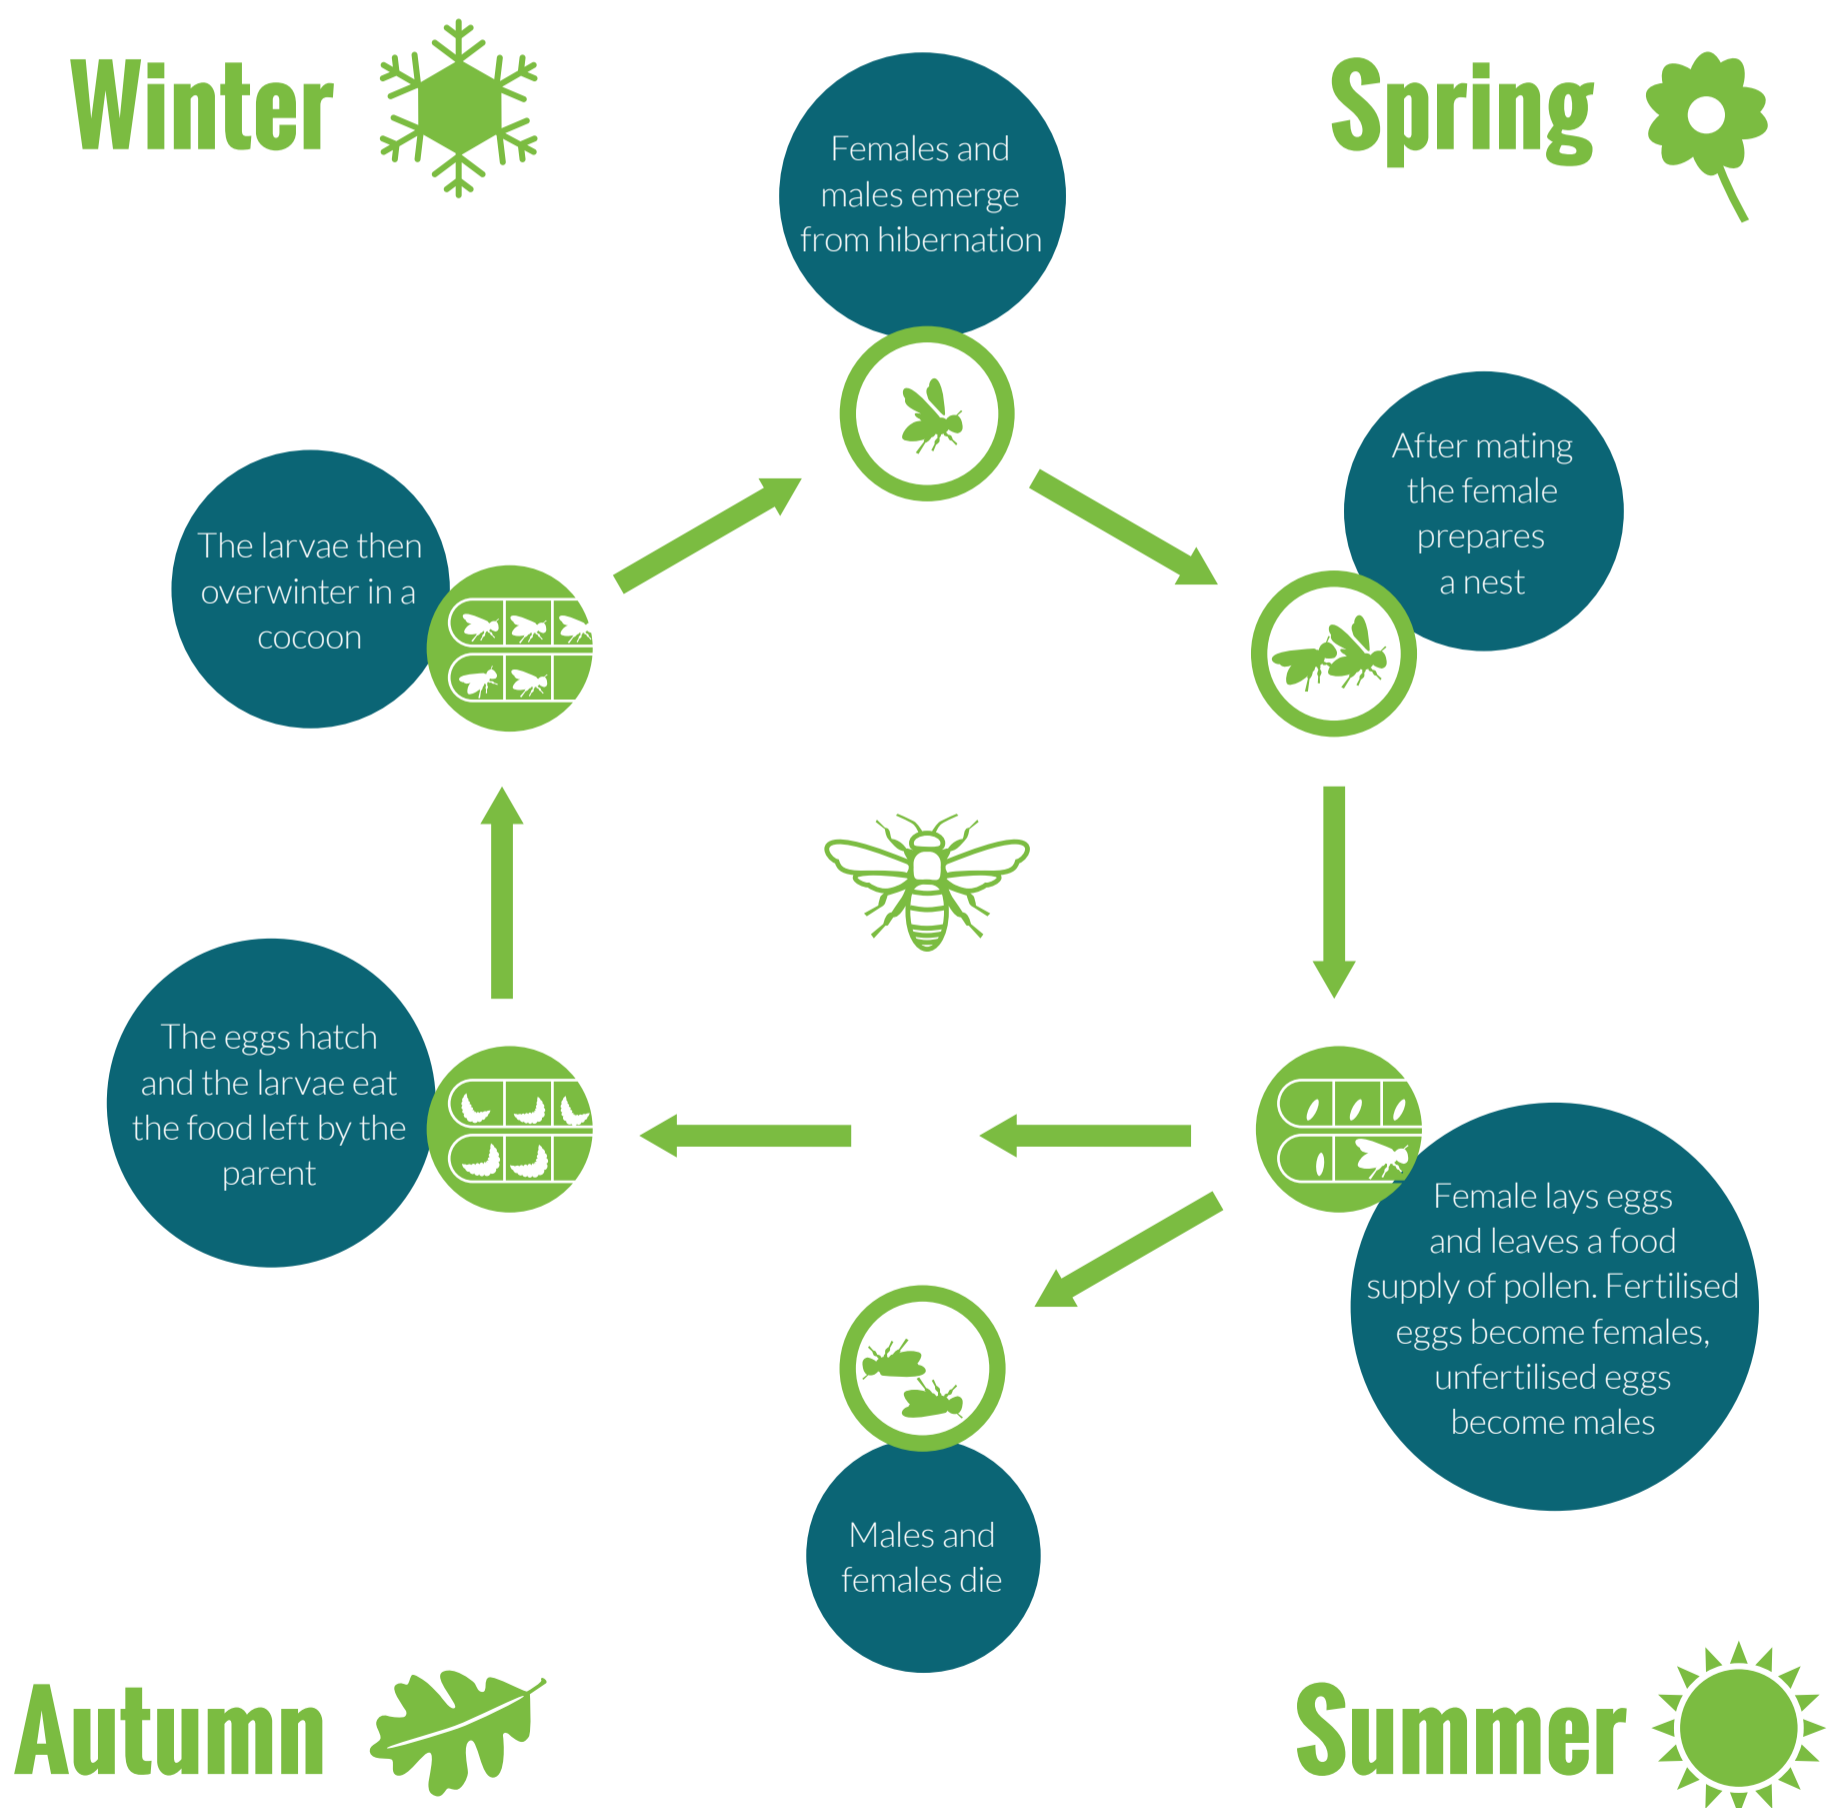 Winter
Spring
Females and
males emerge
from hibernation
After mating
the female
prepares
a nest
The larvae then
overwinter in a
cocoon
The eggs hatch
and the larvae eat
the food left by the
parent
Female lays eggs
and leaves a food
supply of pollen. Fertilised
eggs become females,
unfertilised eggs
become males
Males and
females die
Autumn
Summer